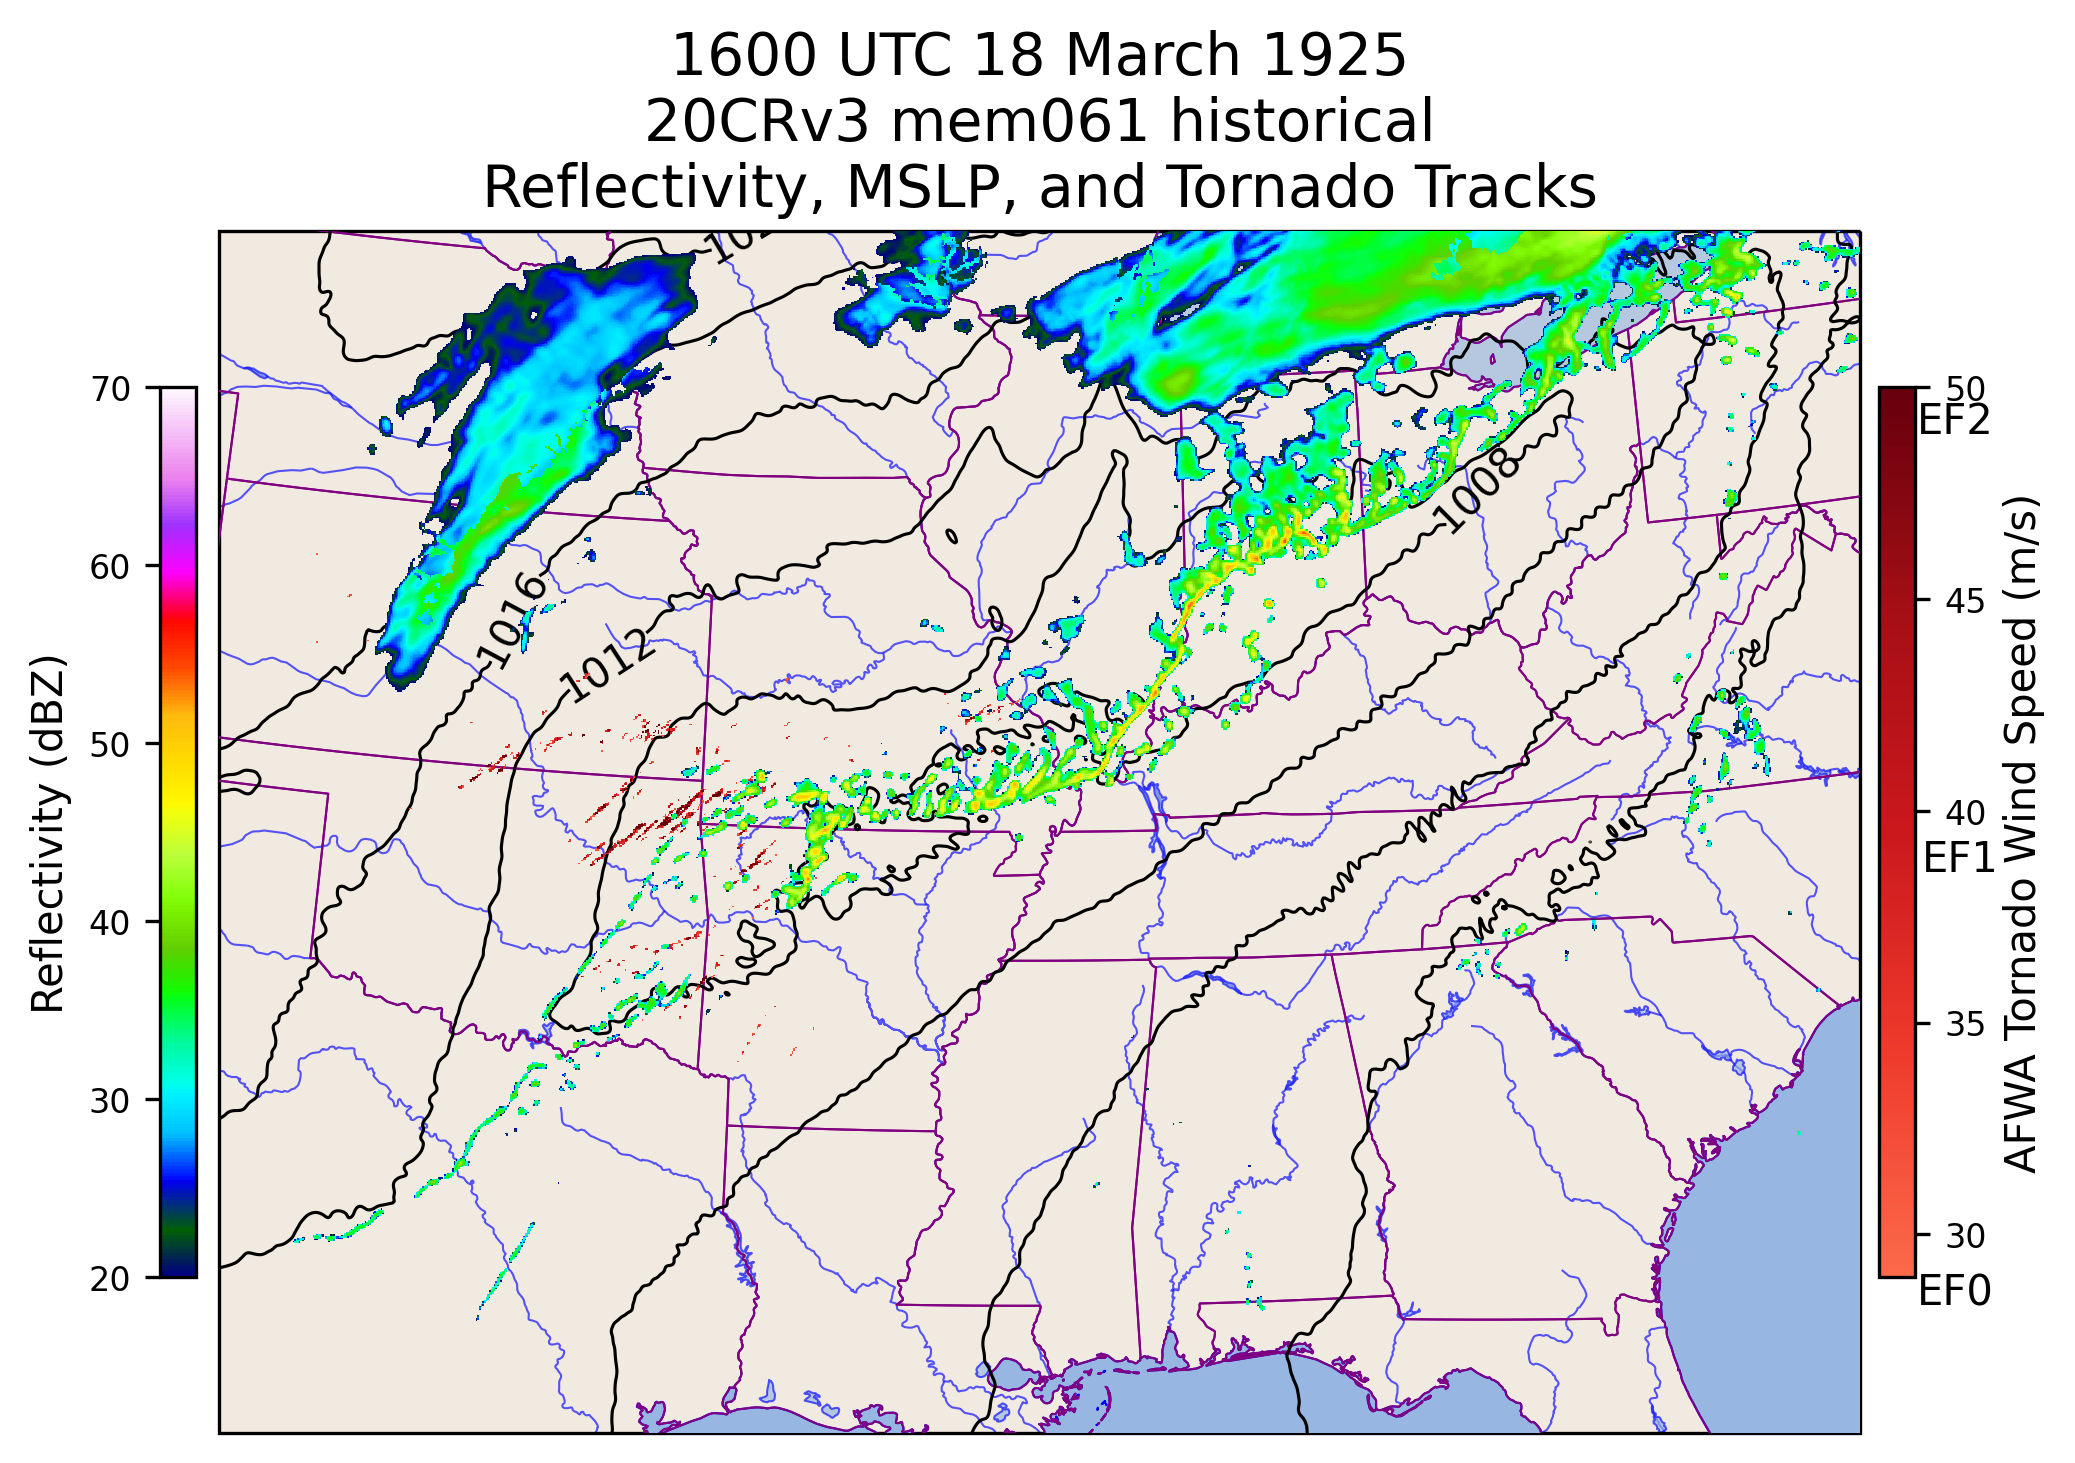 1600 UTC 18 March 1925
20CRv3 mem061 historical
Reflectivity, MSLP, and Tornado Tracks
70
60
50
40
30
20
Reflectivity (dBZ)
1016
1012
1008
50
EF2
45
40
EF1
35
30
EF0
AFWA Tornado Wind Speed (m/s)